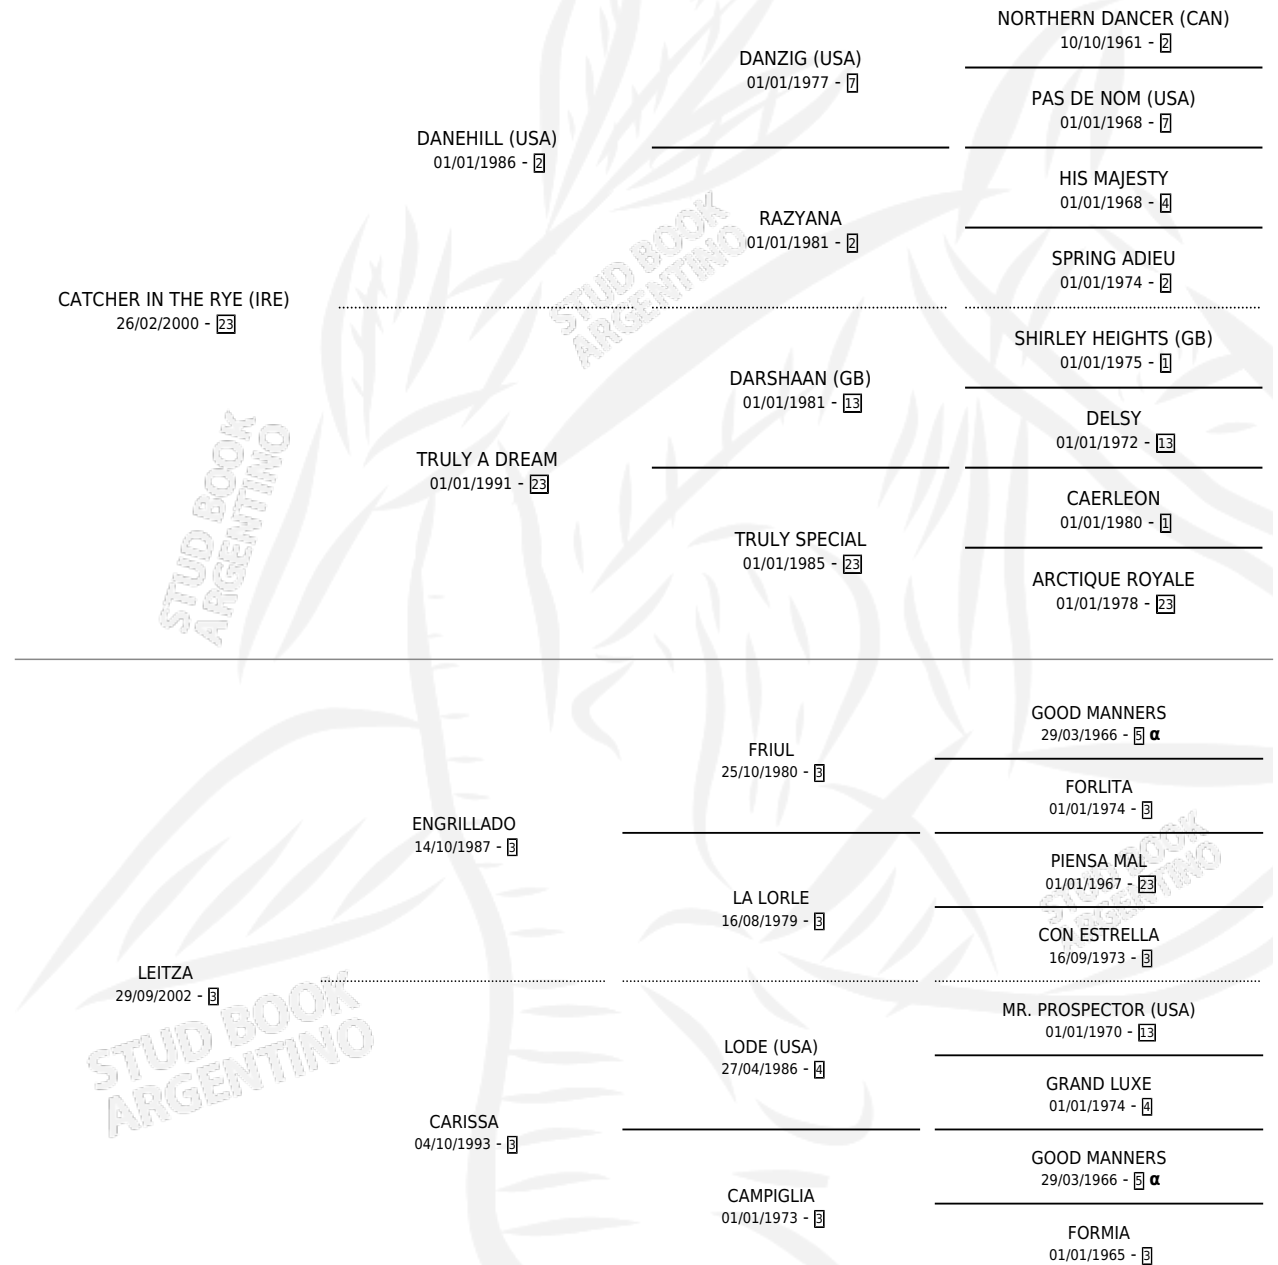 NORTHERN DANCER (CAN)
10/10/1961 - 2
DANZIG (USA)
01/01/1977 - 7
PAS DE NOM (USA)
01/01/1968 - 7
DANEHILL (USA)
01/01/1986 - 2
HIS MAJESTY
01/01/1968 - 4
RAZYANA
01/01/1981 - 2
SPRING ADIEU
01/01/1974 - 2
CATCHER IN THE RYE (IRE)
26/02/2000 - 23
SHIRLEY HEIGHTS (GB)
01/01/1975 - 1
DARSHAAN (GB)
01/01/1981 - 13
DELSY
01/01/1972 - 13
TRULY A DREAM
01/01/1991 - 23
CAERLEON
01/01/1980 - 1
TRULY SPECIAL
01/01/1985 - 23
ARCTIQUE ROYALE
01/01/1978 - 23
GOOD MANNERS
29/03/1966 - 5 α
FRIUL
25/10/1980 - 3
FORLITA
01/01/1974 - 3
ENGRILLADO
14/10/1987 - 3
PIENSA MAL
01/01/1967 - 23
LA LORLE
16/08/1979 - 3
CON ESTRELLA
16/09/1973 - 3
LEITZA
29/09/2002 - 3
MR. PROSPECTOR (USA)
01/01/1970 - 13
LODE (USA)
27/04/1986 - 4
GRAND LUXE
01/01/1974 - 4
CARISSA
04/10/1993 - 3
GOOD MANNERS
29/03/1966 - 5 α
CAMPIGLIA
01/01/1973 - 3
FORMIA
01/01/1965 - 3
STUD BOOK
ARGENTINO
STUD BOOK
ARGENTINO
STUD BOOK
ARGENTINO
STUD BOOK
ARGENTINO